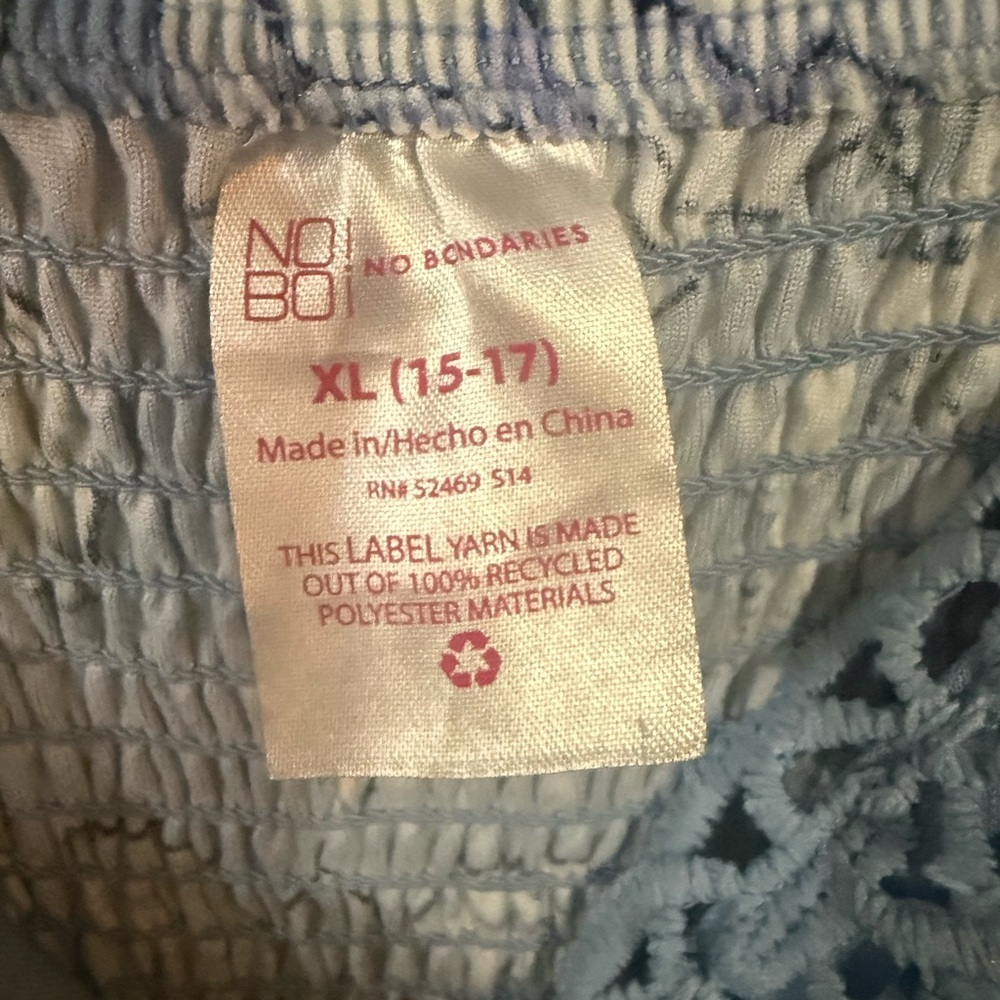 NO!
BO¡
NO BONDARIES
XL (15-17)
Made in/Hecho en China
RN# 52469 S14
THIS LABEL YARN IS MADE
OUT OF 100% RECYCLED
POLYESTER MATERIALS